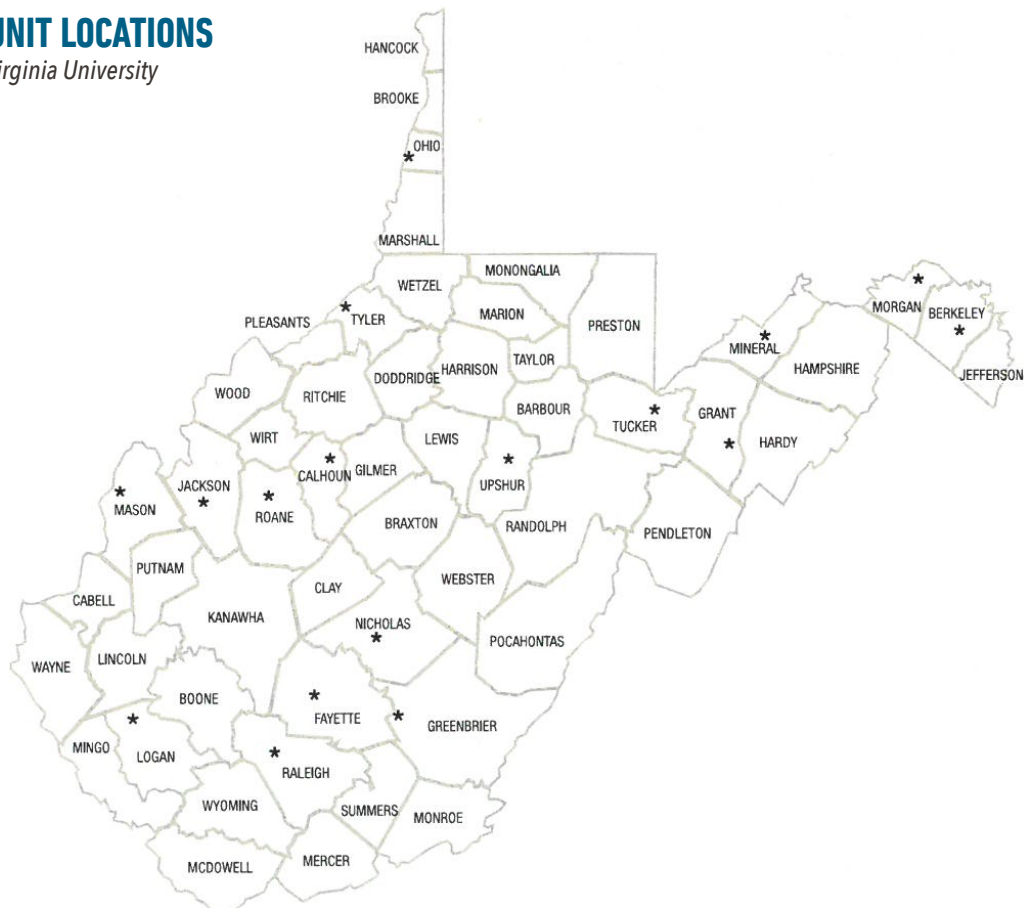 UNIT LOCATIONS
irginia University
HANCOCK
BROOKE
OHIO
*
MARSHALL
WETZEL
MONONGALIA
*
TYLER
MARION
PLEASANTS
PRESTON
*
MORGAN
BERKELEY
*
*
MINERAL
HAMPSHIRE
JEFFERSON
DODDRIDGE
HARRISON
TAYLOR
WOOD
RITCHIE
BARBOUR
*
TUCKER
GRANT
*
HARDY
WIRT
LEWIS
*
CALHOUN
GILMER
*
UPSHUR
JACKSON
*
*
MASON
*
ROANE
BRAXTON
RANDOLPH
PENDLETON
PUTNAM
CLAY
WEBSTER
CABELL
KANAWHA
NICHOLAS
*
POCAHONTAS
WAYNE
LINCOLN
BOONE
*
FAYETTE
*
GREENBRIER
*
LOGAN
MINGO
*
RALEIGH
WYOMING
SUMMERS
MONROE
MCDOWELL
MERCER